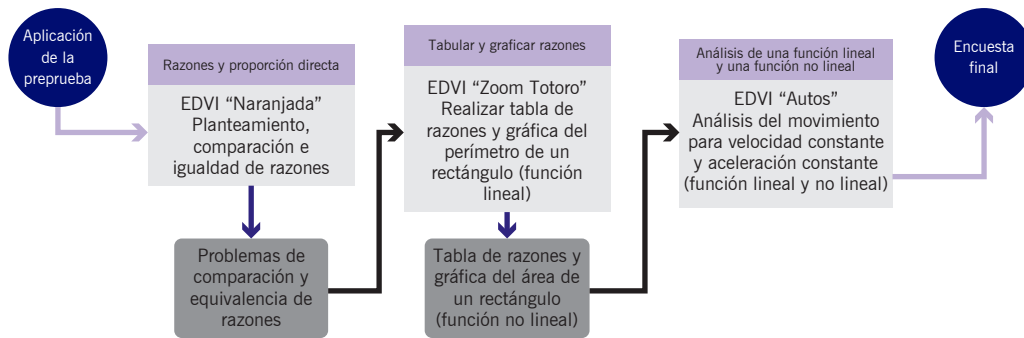 Aplicación
de la
preprueba
Razones y proporción directa
EDVI “Naranjada”
Planteamiento,
comparación e
igualdad de razones
Problemas de
comparación y
equivalencia de
razones
Tabular y graficar razones
EDVI “Zoom Totoro”
Realizar tabla de
razones y gráfica del
perímetro de un
rectángulo (función
lineal)
Tabla de razones y
gráfica del área de
un rectángulo
(función no lineal)
Análisis de una función lineal
y una función no lineal
EDVI “Autos”
Análisis del movimiento
para velocidad constante
y aceleración constante
(función lineal y no lineal)
Encuesta
final